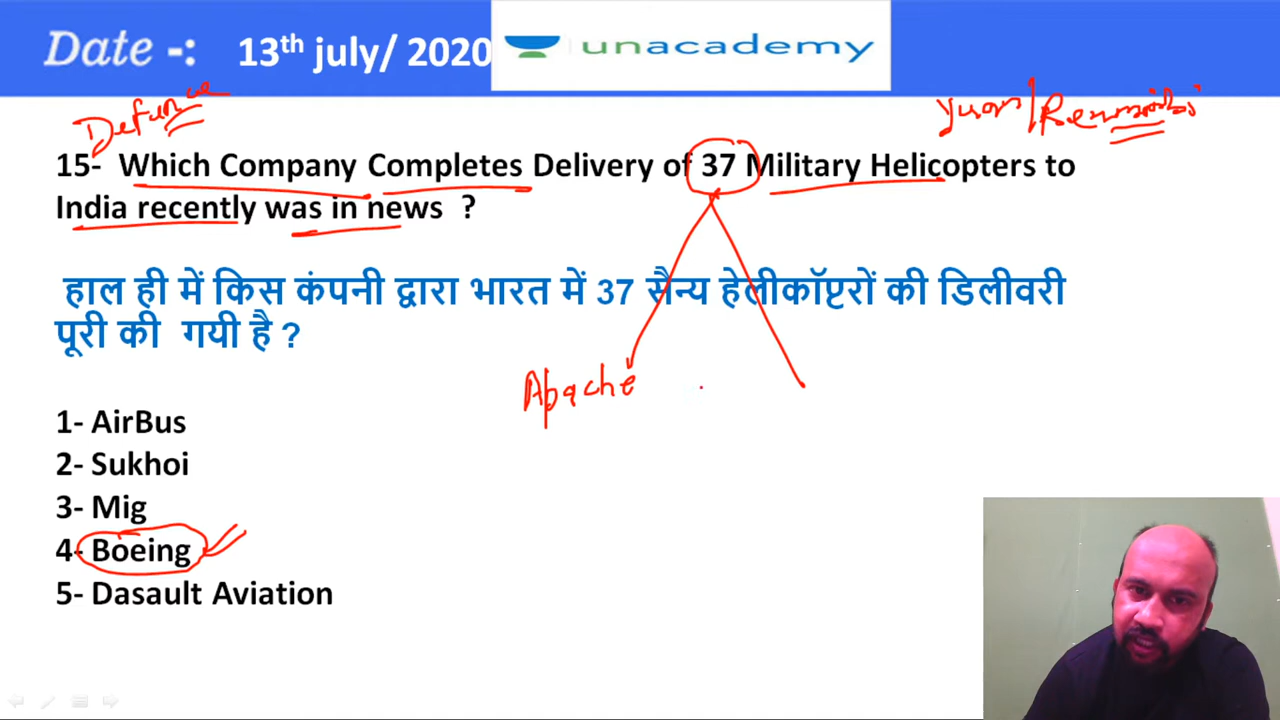 Date -: 13th july/ 2020 unacademy
Defence
yuan/Renminbi
15- Which Company Completes Delivery of 37 Military Helicopters to
India recently was in news ?
हाल ही में किस कंपनी द्वारा भारत में 37 सैन्य हेलीकॉप्टरों की डिलीवरी
पूरी की गयी है ?
Apache
1- AirBus
2- Sukhoi
3- Mig
4- Boeing
5- Dasault Aviation